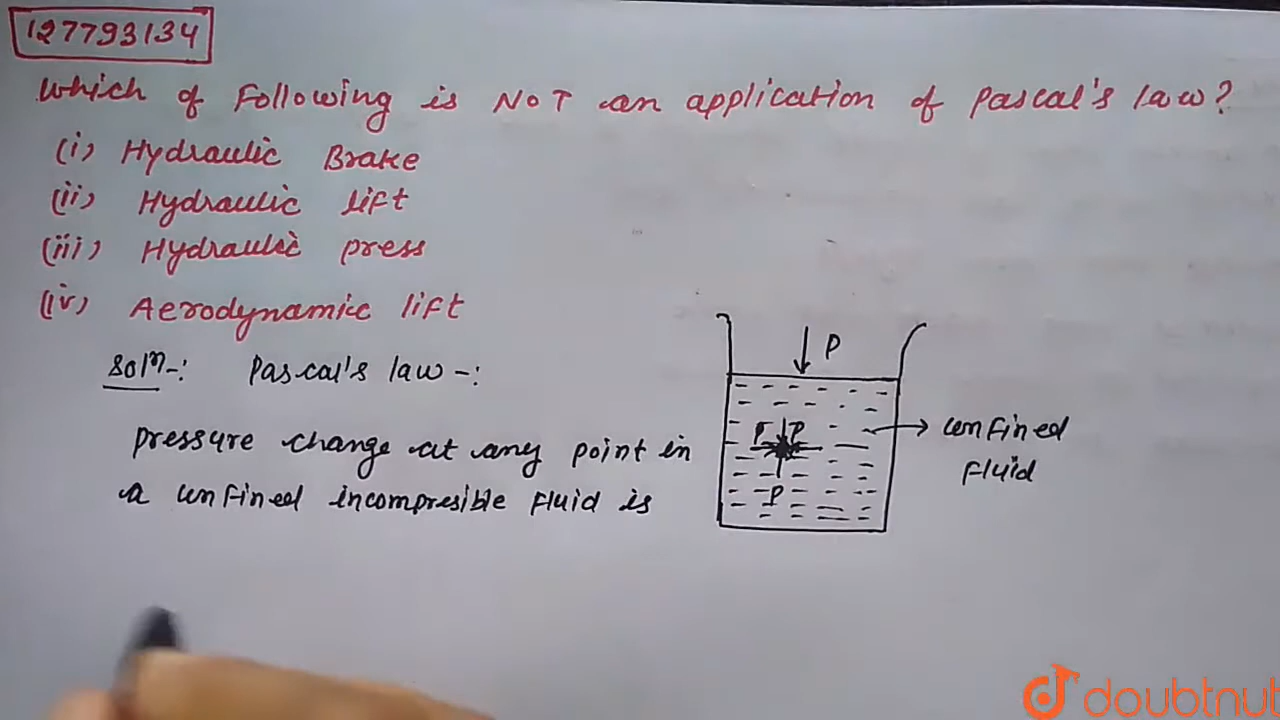 127793134
Which of Following is NOT an application of Pascal's law?
(i) Hydraulic Brake
(ii) Hydraulic lift
(iii) Hydraulic press
(iv) Aerodynamic lift
Solⁿ-: Pascal's law -:
P
Pressure change at any point in
a confined incompresible Fluid is
P P
P
confined
Fluid
doubtnut